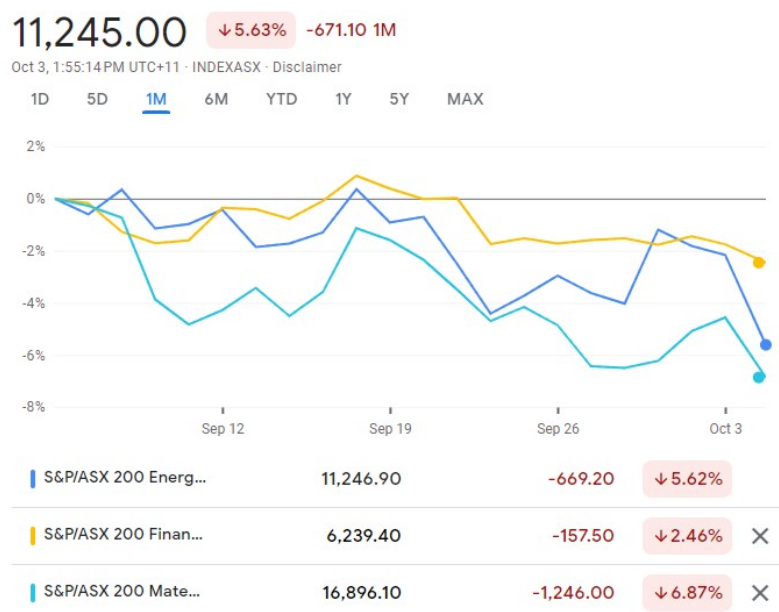 11,245.00 ↓5.63% -671.10 1M
Oct 3, 1:55:14 PM UTC+11 · INDEXASX · Disclaimer
1D 5D 1M 6M YTD 1Y 5Y MAX
2%
0%
-2%
-4%
-6%
-8%
Sep 12 Sep 19 Sep 26 Oct 3
S&P/ASX 200 Energ... 11,246.90 -669.20 ↓5.62%
S&P/ASX 200 Finan... 6,239.40 -157.50 ↓2.46%
S&P/ASX 200 Mate... 16,896.10 -1,246.00 ↓6.87%